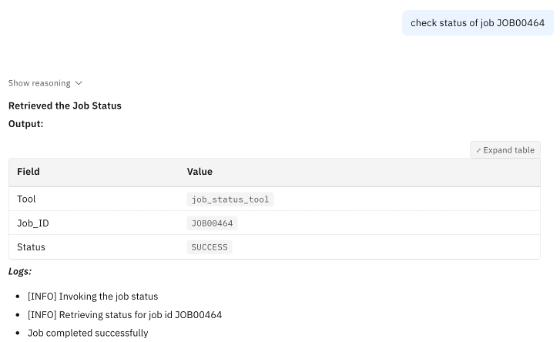 check status of job JOB00464
Show reasoning
Retrieved the Job Status
Output:
Expand table
Field Value
Tool job_status_tool
Job_ID JOB00464
Status SUCCESS
Logs:
• [INFO] Invoking the job status
• [INFO] Retrieving status for job id JOB00464
• Job completed successfully